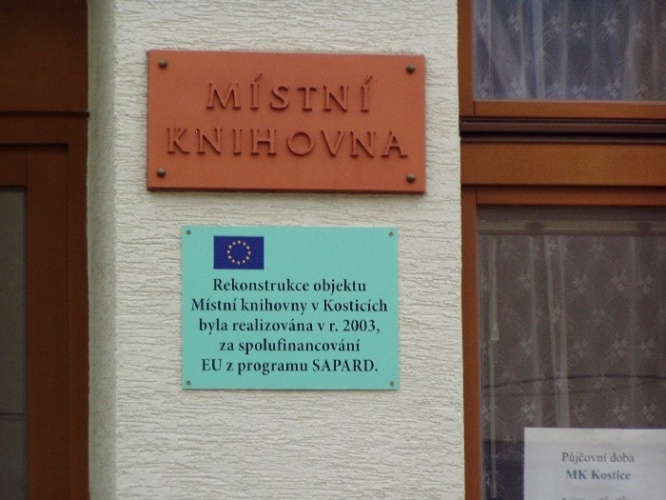 MÍSTNÍ
KNIHOVNA
Rekonstrukce objektu
Místní knihovny v Kosticích
byla realizována v r. 2003,
za spolufinancování
EU z programu SAPARD.
Půjčovní doba
MK Kostice